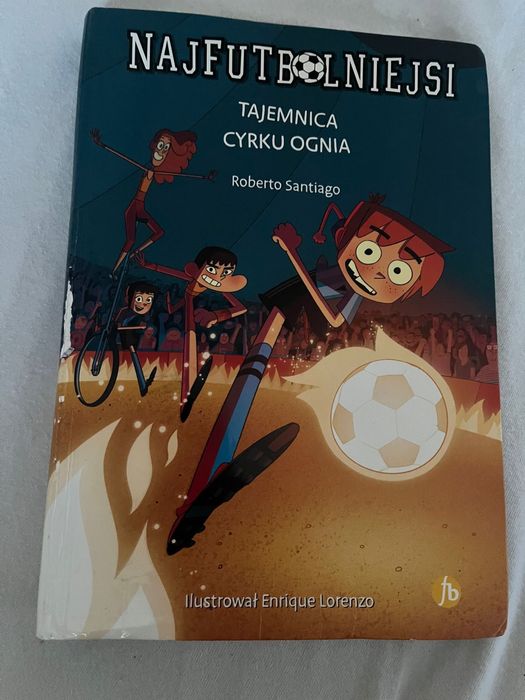 NAJFUTBOLNIEJSI
TAJEMNICA
CYRKU OGNIA
Roberto Santiago
Ilustrował Enrique Lorenzo
fb